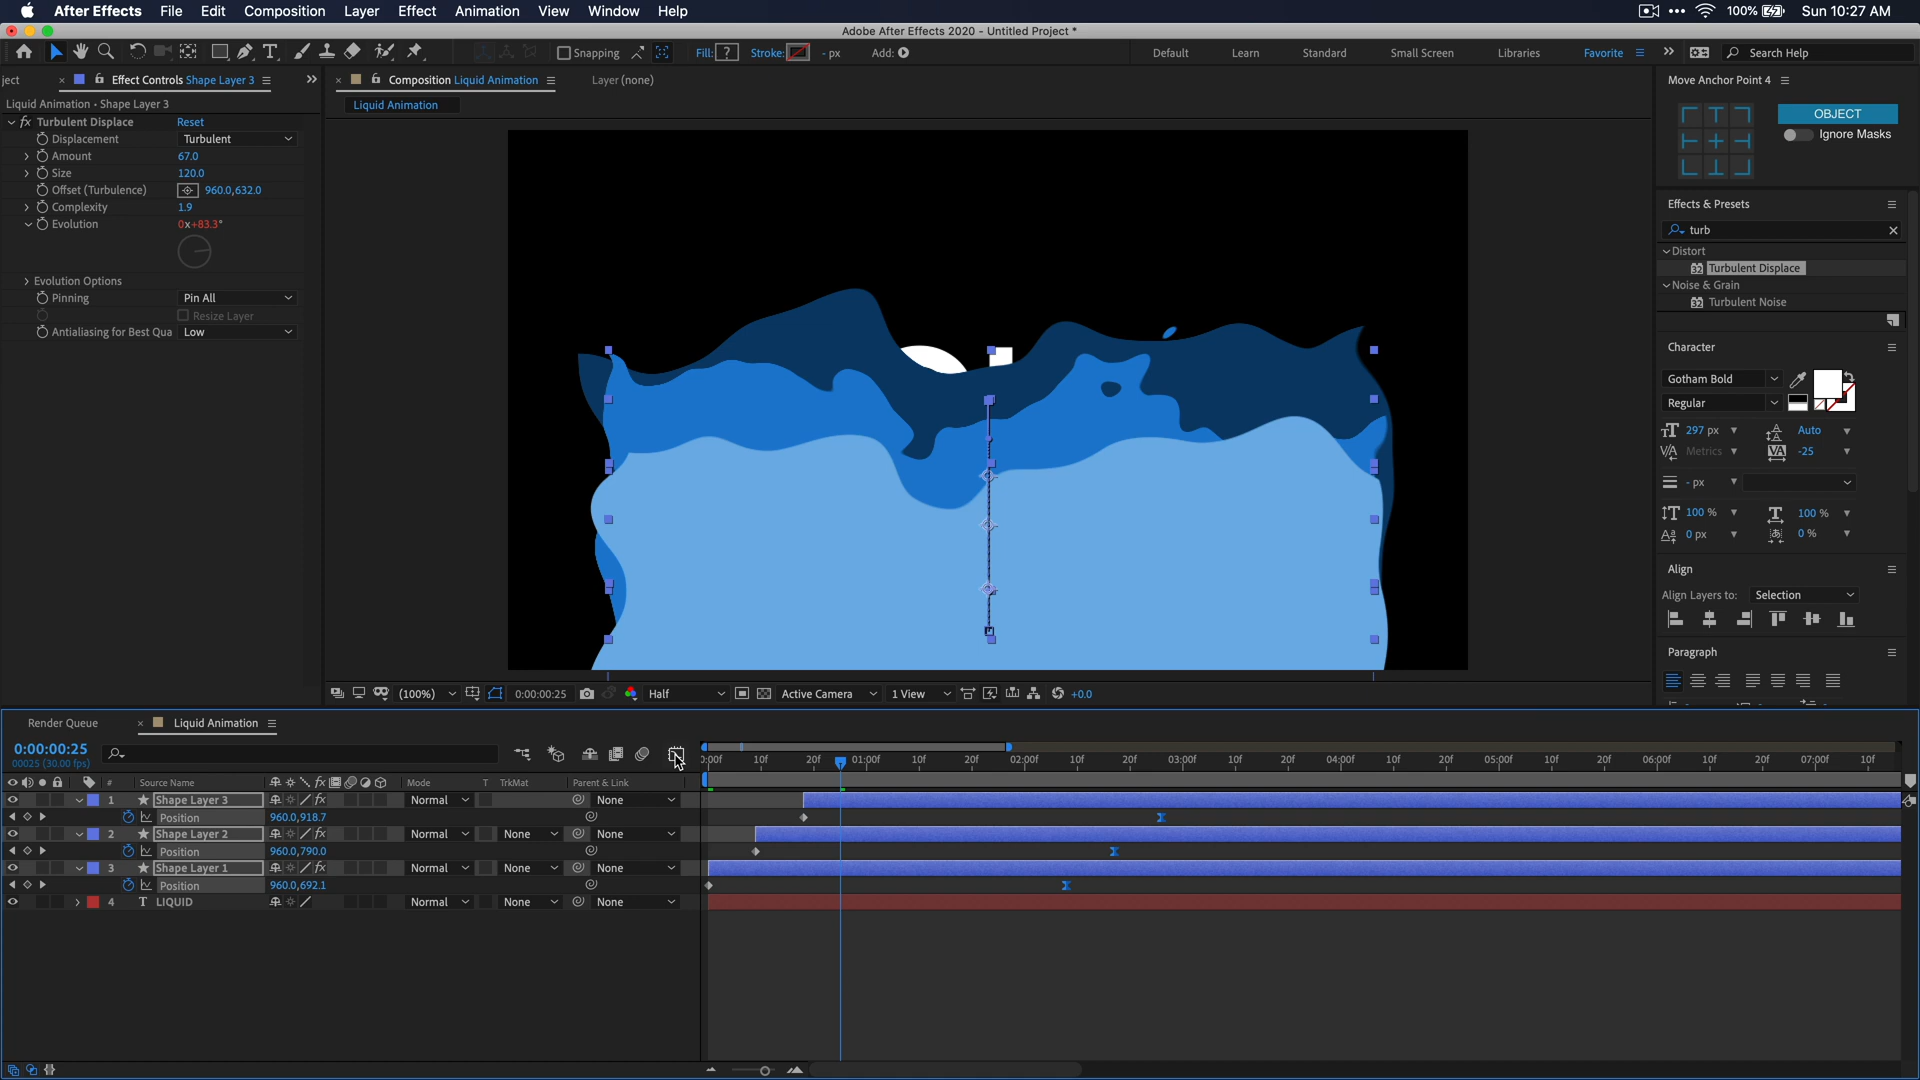 After Effects File Edit Composition Layer Effect Animation View Window Help 100% Sun 10:27 AM
Adobe After Effects 2020 - Untitled Project *
Snapping Fill: ? Stroke: - px Add: Default Learn Standard Small Screen Libraries Favorite Search Help
ject Effect Controls Shape Layer 3 Composition Liquid Animation Layer (none) Move Anchor Point 4
Liquid Animation • Shape Layer 3 Liquid Animation
OBJECT
Ignore Masks
fx Turbulent Displace Reset
Displacement Turbulent
Amount 67.0
Size 120.0
Offset (Turbulence) 960.0,632.0
Complexity 1.9
Evolution 0x+83.3°
Evolution Options
Pinning Pin All
Resize Layer
Antialiasing for Best Qua Low
Effects & Presets
turb
Distort
32 Turbulent Displace
Noise & Grain
32 Turbulent Noise
Character
Gotham Bold
Regular
297 px Auto
Metrics -25
- px
100 % 100 %
0 px 0 %
Align
Align Layers to: Selection
Paragraph
(100%) 0:00:00:25 Half Active Camera 1 View +0.0
Render Queue Liquid Animation
0:00:00:25
00025 (30.00 fps)
:00f 10f 20f 01:00f 10f 20f 02:00f 10f 20f 03:00f 10f 20f 04:00f 10f 20f 05:00f 10f 20f 06:00f 10f 20f 07:00f 10f
# Source Name fx Mode T TrkMat Parent & Link
1 Shape Layer 3 fx Normal None
Position 960.0,918.7
2 Shape Layer 2 fx Normal None None
Position 960.0,790.0
3 Shape Layer 1 fx Normal None None
Position 960.0,692.1
4 T LIQUID Normal None None